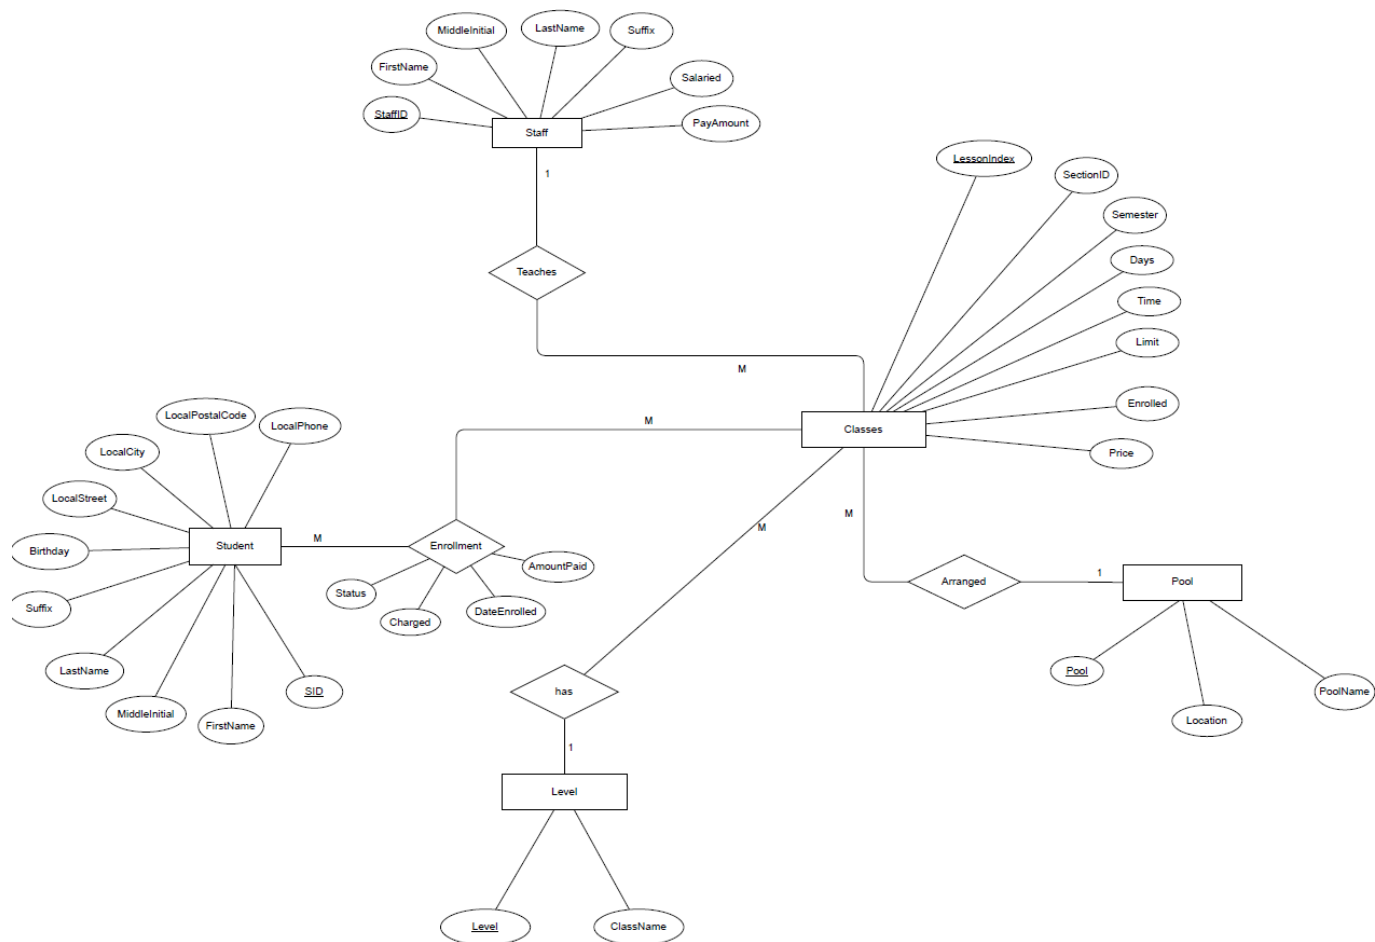 MiddleInitial
LastName
Suffix
FirstName
Salaried
StaffID
PayAmount
Staff
1
Teaches
M
LessonIndex
SectionID
Semester
Days
Time
Limit
Enrolled
Price
Classes
M
M
M
LocalPostalCode
LocalPhone
LocalCity
LocalStreet
Birthday
Suffix
LastName
MiddleInitial
FirstName
SID
Student
M
Enrollment
Status
Charged
DateEnrolled
AmountPaid
Arranged
1
Pool
Pool
Location
PoolName
has
1
Level
Level
ClassName